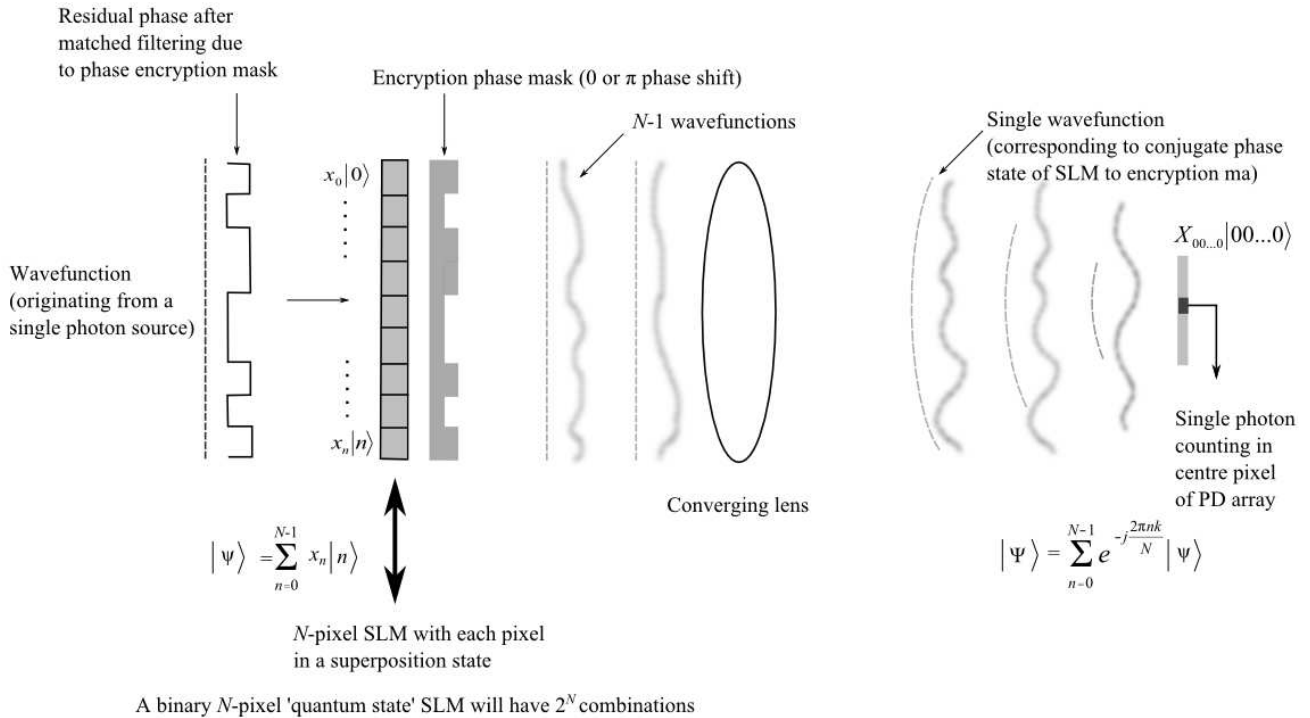 Residual phase after
matched filtering due
to phase encryption mask
Encryption phase mask (0 or π phase shift)
N-1 wavefunctions
Single wavefunction
(corresponding to conjugate phase
state of SLM to encryption ma)
x₀|0⟩
X₀₀...₀|00...0⟩
Wavefunction
(originating from a
single photon source)
xₙ|n⟩
Single photon
counting in
centre pixel
of PD array
Converging lens
|ψ⟩ = ∑_{n=0}^{N-1} xₙ|n⟩
|Ψ⟩ = ∑_{n=0}^{N-1} e^{-j\frac{2πnk}{N}} |ψ⟩
N-pixel SLM with each pixel
in a superposition state
A binary N-pixel 'quantum state' SLM will have 2^N combinations